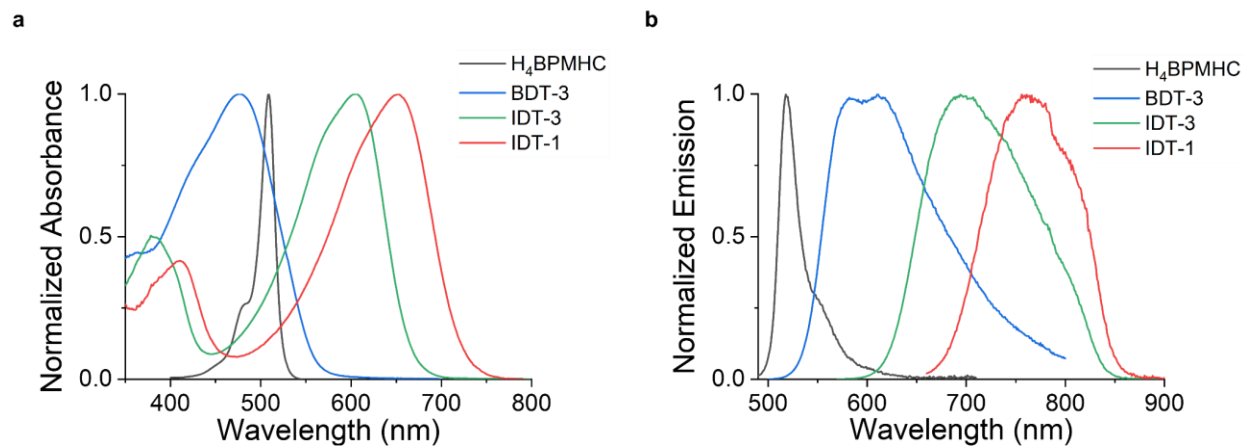 a
Normalized Absorbance
1.0
0.5
0.0
400 500 600 700 800
Wavelength (nm)
H₄BPMHC
BDT-3
IDT-3
IDT-1
b
Normalized Emission
1.0
0.5
0.0
500 600 700 800 900
Wavelength (nm)
H₄BPMHC
BDT-3
IDT-3
IDT-1